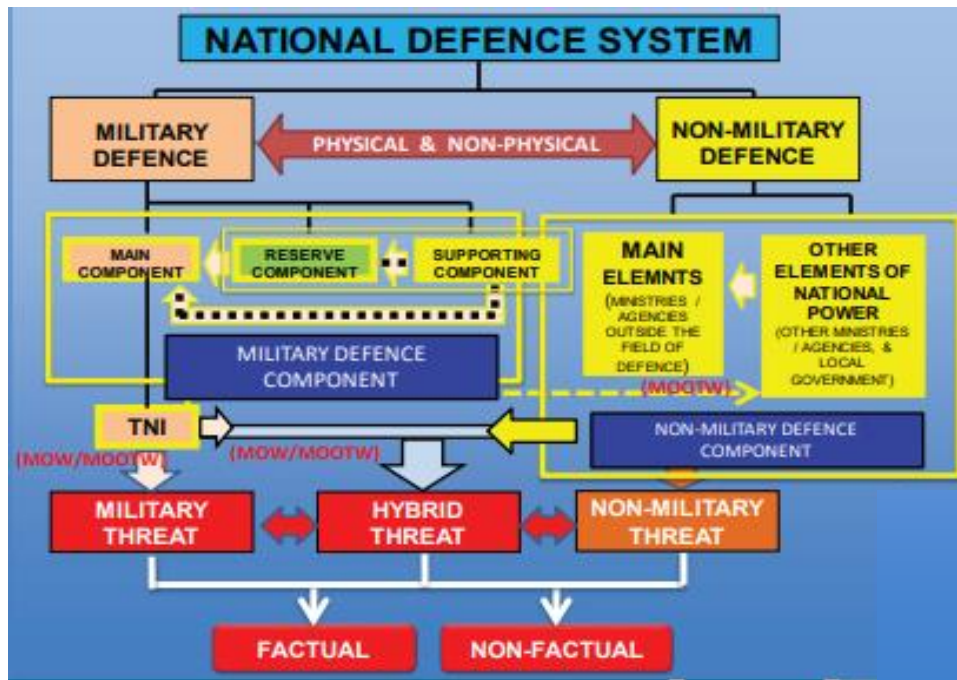 NATIONAL DEFENCE SYSTEM
MILITARY
DEFENCE
PHYSICAL & NON-PHYSICAL
NON-MILITARY
DEFENCE
MAIN
COMPONENT
RESERVE
COMPONENT
SUPPORTING
COMPONENT
MAIN
ELEMNTS
(MINISTRIES /
AGENCIES
OUTSIDE THE
FIELD OF
DEFENCE)
OTHER
ELEMENTS OF
NATIONAL
POWER
(OTHER MINISTRIES
/ AGENCIES, &
LOCAL
GOVERNMENT)
MILITARY DEFENCE
COMPONENT
(MOOTW)
TNI
NON-MILITARY DEFENCE
COMPONENT
(MOW/MOOTW)
(MOW/MOOTW)
MILITARY
THREAT
HYBRID
THREAT
NON-MILITARY
THREAT
FACTUAL
NON-FACTUAL